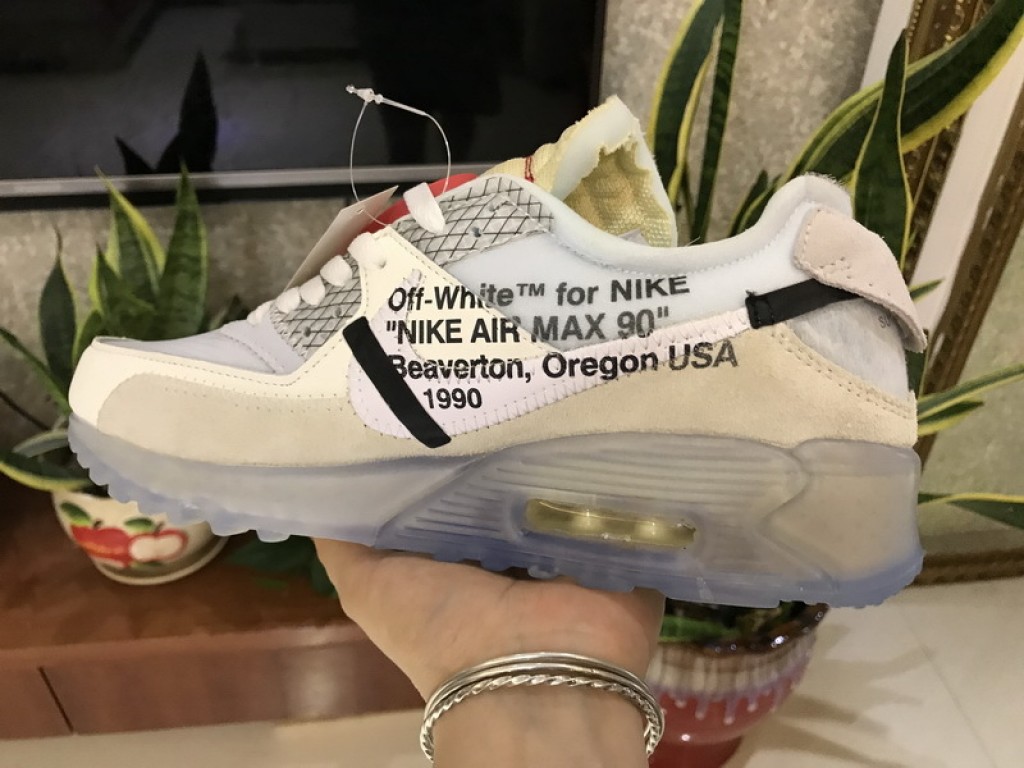 Off-White™ for NIKE
"NIKE AIR MAX 90"
Beaverton, Oregon USA
1990